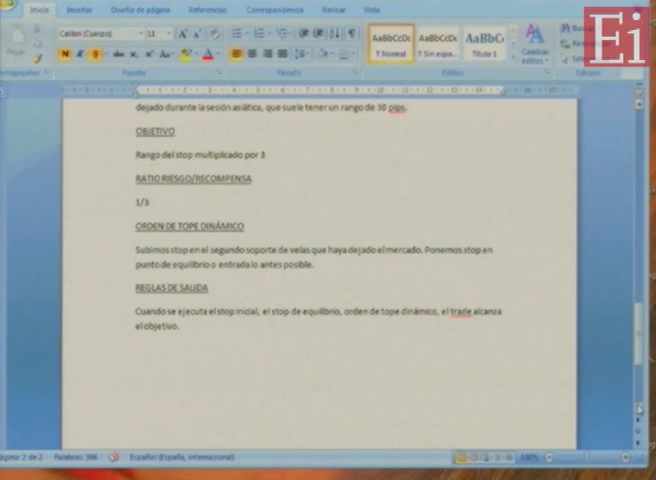 Inicio Insertar Diseño de página Referencias Correspondencia Revisar Vista
Ei
Calibri (Cuerpo) 11
AaBbCcDc AaBbCcDc AaBbC
¶ Normal ¶ Sin espa... Título 1
Cambiar estilos
Fuente Párrafo Estilos Edición
dejado durante la sesión asiática, que suele tener un rango de 30 pips.
OBJETIVO
Rango del stop multiplicado por 3
RATIO RIESGO/RECOMPENSA
1/3
ORDEN DE TOPE DINÁMICO
Subimos stop en el segundo soporte de velas que haya dejado el mercado. Ponemos stop en
punto de equilibrio o entrada lo antes posible.
REGLAS DE SALIDA
Cuando se ejecuta el stop inicial, el stop de equilibrio, orden de tope dinámico, el trade alcanza
el objetivo.
Página: 2 de 2 Palabras: 366 Español (España, internacional) 100%